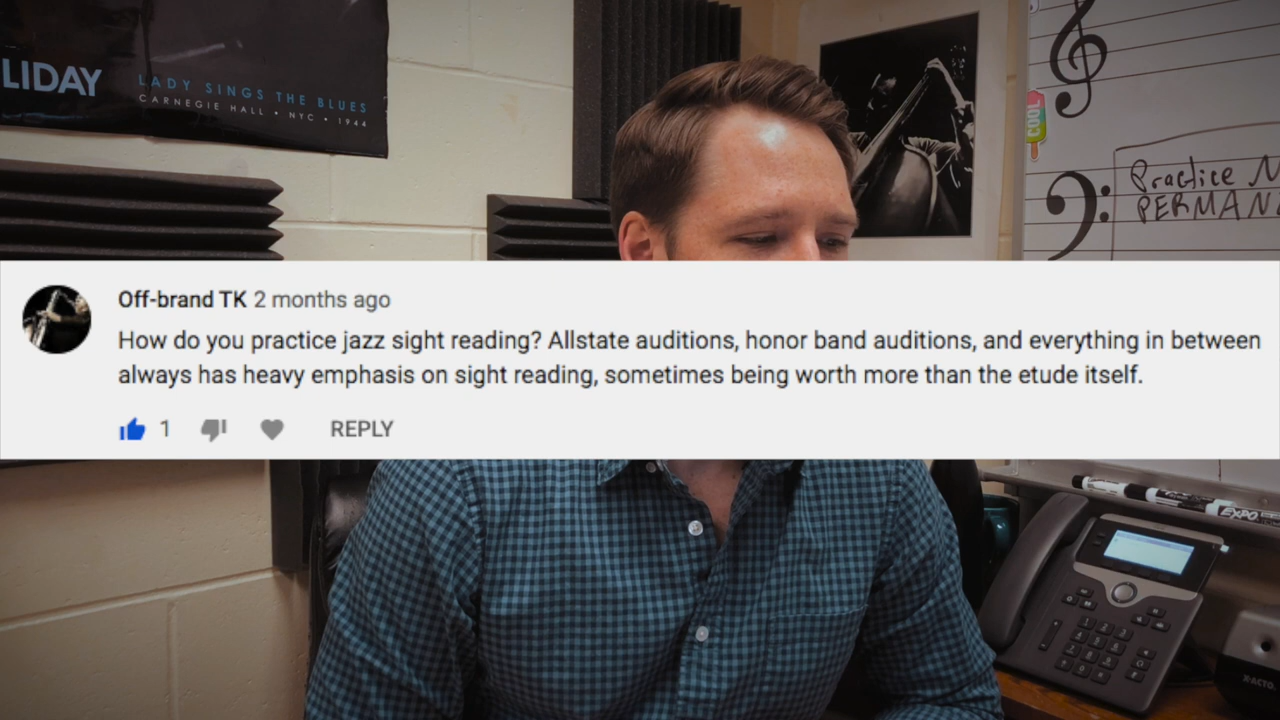 LIDAY
LADY SINGS THE BLUES
CARNEGIE HALL • NYC • 1944
COOL
Practice
PERMAN
Off-brand TK 2 months ago
How do you practice jazz sight reading? Allstate auditions, honor band auditions, and everything in between
always has heavy emphasis on sight reading, sometimes being worth more than the etude itself.
1
REPLY
EXPO
X-ACTO